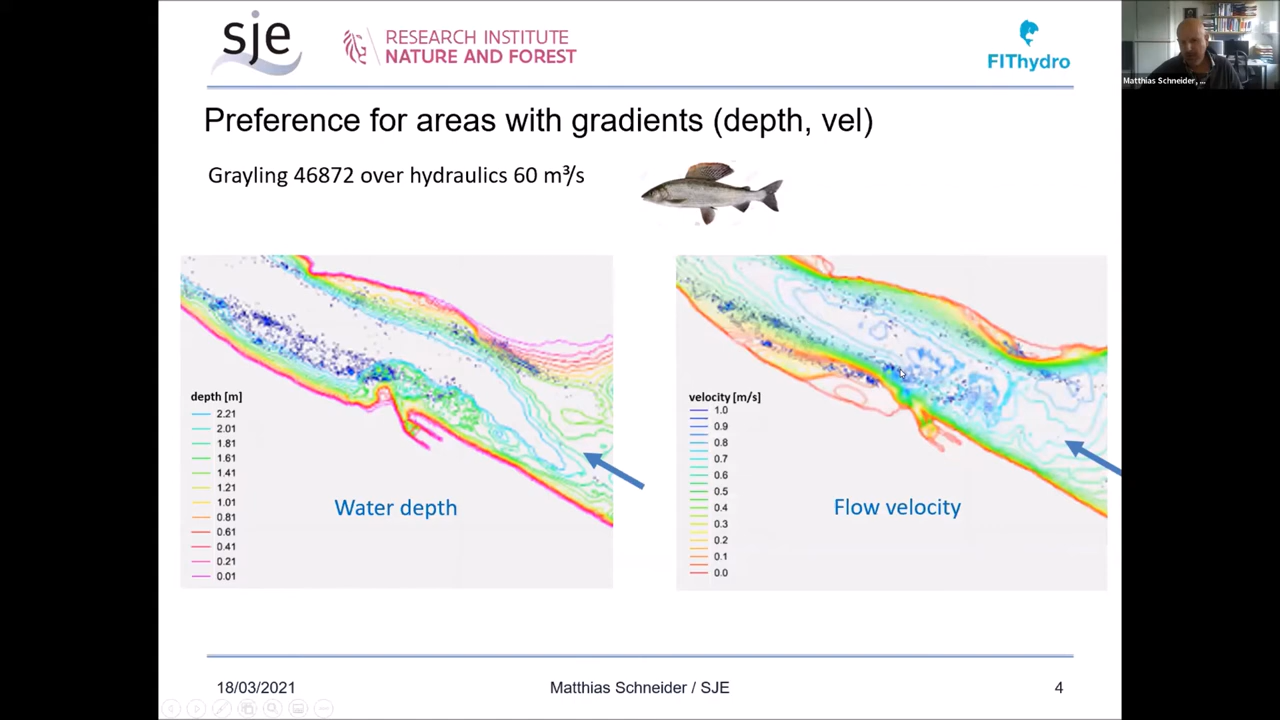 sje
RESEARCH INSTITUTE
NATURE AND FOREST
FIThydro
Matthias Schneider, ...
Preference for areas with gradients (depth, vel)
Grayling 46872 over hydraulics 60 m³/s
depth [m]
2.21
2.01
1.81
1.61
1.41
1.21
1.01
0.81
0.61
0.41
0.21
0.01
Water depth
velocity [m/s]
1.0
0.9
0.8
0.7
0.6
0.5
0.4
0.3
0.2
0.1
0.0
Flow velocity
18/03/2021
Matthias Schneider / SJE
4